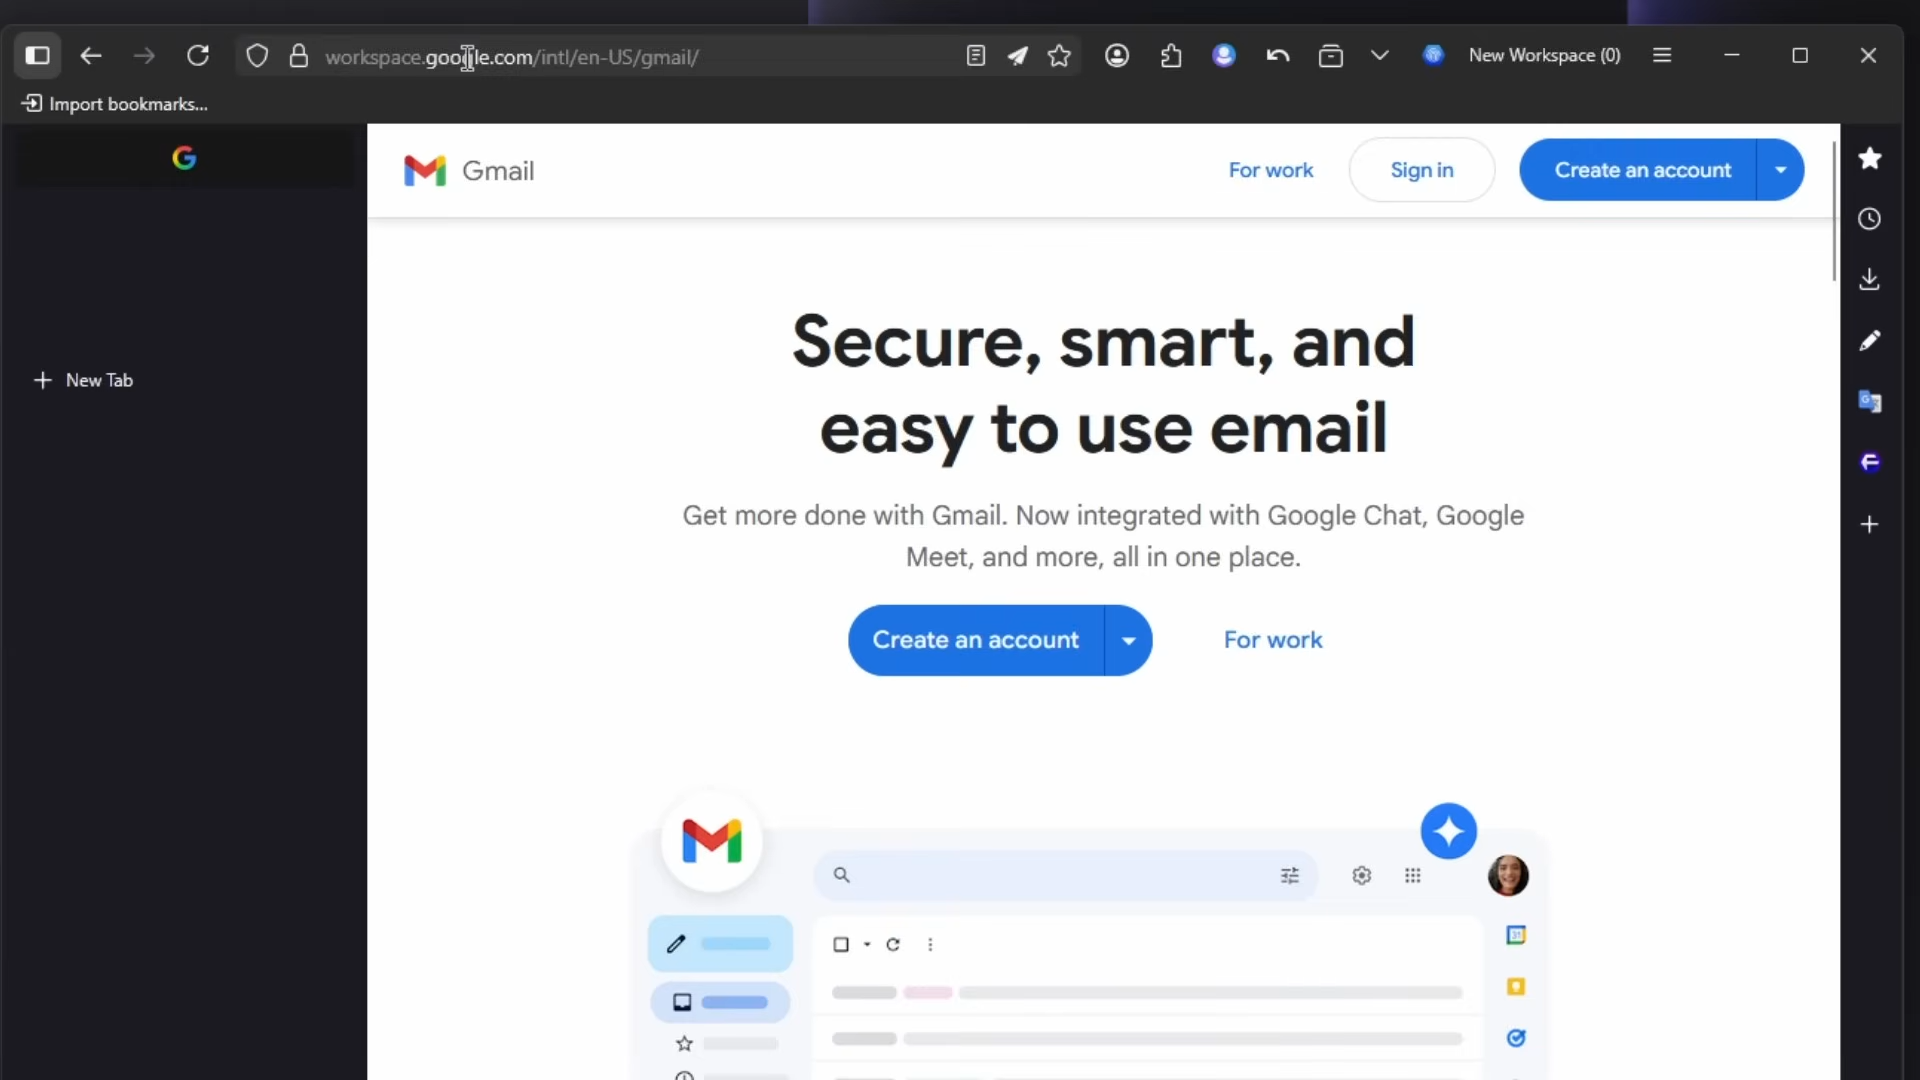 workspace.google.com/intl/en-US/gmail/
New Workspace (0)
Import bookmarks...
Gmail
For work
Sign in
Create an account
New Tab
Secure, smart, and
easy to use email
Get more done with Gmail. Now integrated with Google Chat, Google
Meet, and more, all in one place.
Create an account
For work
31